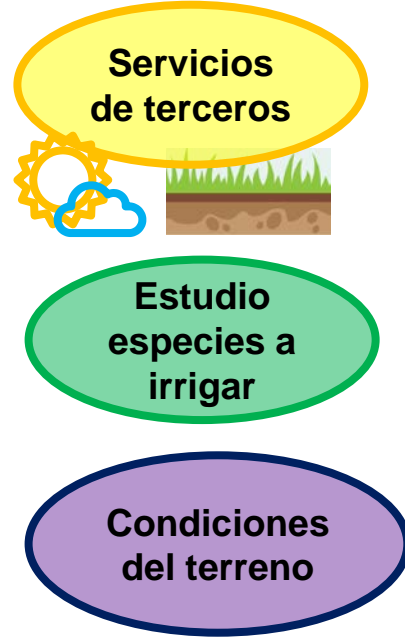 Servicios
de terceros
Estudio
especies a
irrigar
Condiciones
del terreno